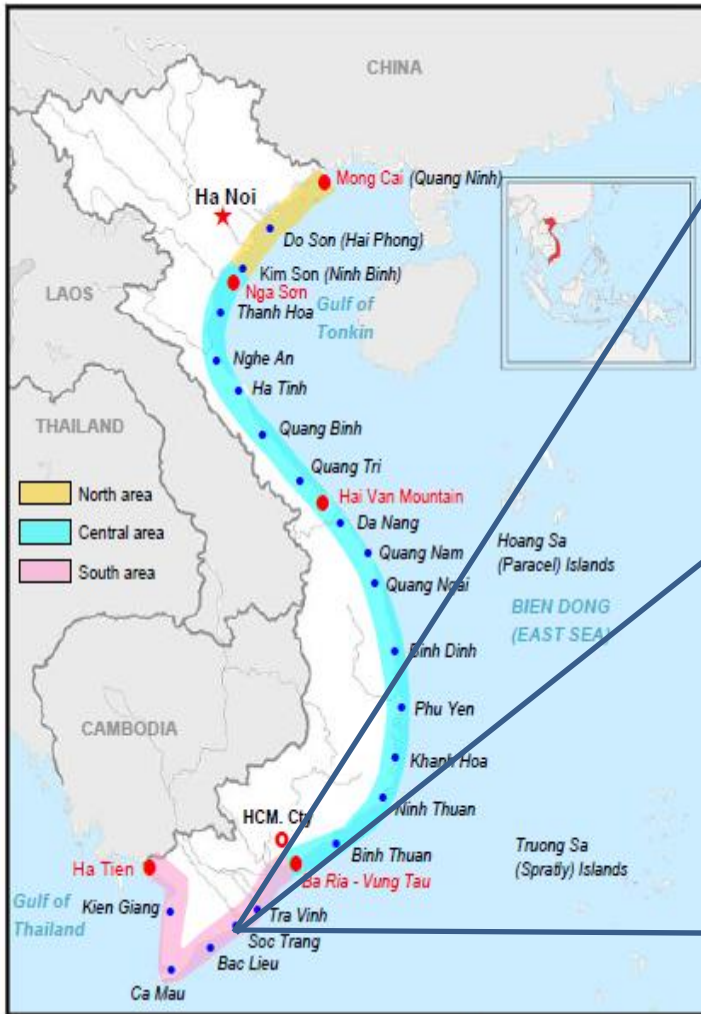 CHINA
Mong Cai (Quang Ninh)
Ha Noi
Do Son (Hai Phong)
Kim Son (Ninh Binh)
LAOS
Nga Sơn
Gulf of
Tonkin
Thanh Hoa
Nghe An
Ha Tinh
THAILAND
Quang Binh
Quang Tri
North area
Hai Van Mountain
Central area
Da Nang
Hoang Sa
(Paracel) Islands
Quang Nam
South area
Quang Ngai
BIEN DONG
(EAST SEA)
Binh Dinh
Phu Yen
CAMBODIA
Khanh Hoa
Ninh Thuan
HCM. Cty
Binh Thuan
Truong Sa
(Spratly) Islands
Ha Tien
Ba Ria - Vung Tau
Gulf of
Thailand
Kien Giang
Tra Vinh
Soc Trang
Bac Lieu
Ca Mau